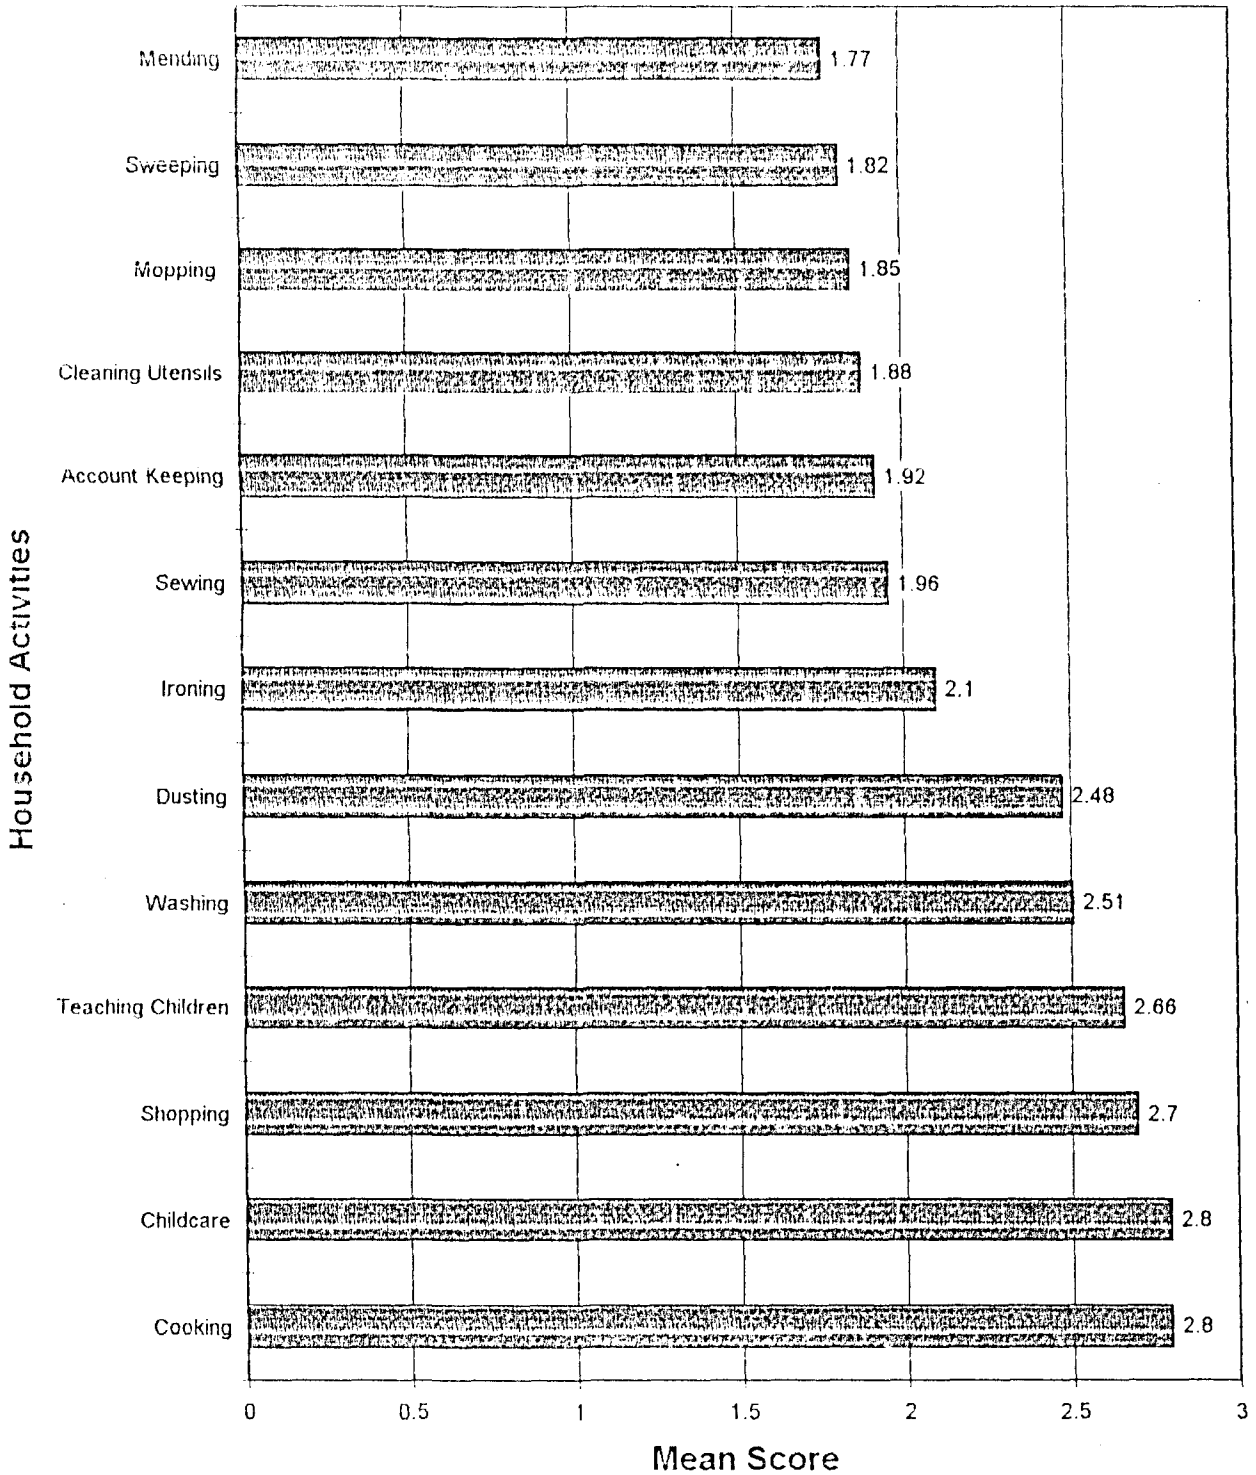 Mending 1.77
Sweeping 1.82
Mopping 1.85
Cleaning Utensils 1.88
Account Keeping 1.92
Sewing 1.96
Ironing 2.1
Dusting 2.48
Washing 2.51
Teaching Children 2.66
Shopping 2.7
Childcare 2.8
Cooking 2.8
Household Activities
0 0.5 1 1.5 2 2.5 3
Mean Score